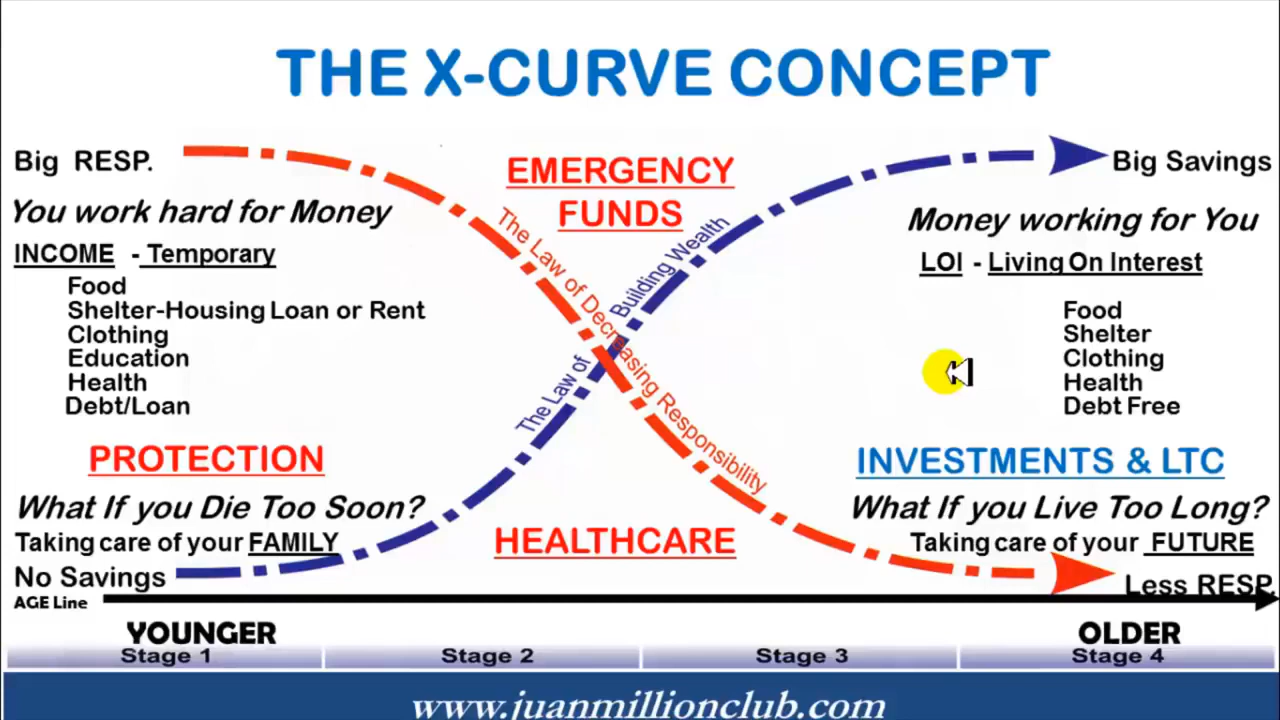 THE X-CURVE CONCEPT
Big RESP.
You work hard for Money
INCOME - Temporary
Food
Shelter-Housing Loan or Rent
Clothing
Education
Health
Debt/Loan
PROTECTION
What If you Die Too Soon?
Taking care of your FAMILY
No Savings
EMERGENCY
FUNDS
The Law of Decreasing Responsibility
The Law of Building Wealth
HEALTHCARE
Big Savings
Money working for You
LOI - Living On Interest
Food
Shelter
Clothing
Health
Debt Free
INVESTMENTS & LTC
What If you Live Too Long?
Taking care of your FUTURE
Less RESP.
AGE Line
YOUNGER
OLDER
Stage 1
Stage 2
Stage 3
Stage 4
www.juanmillionclub.com